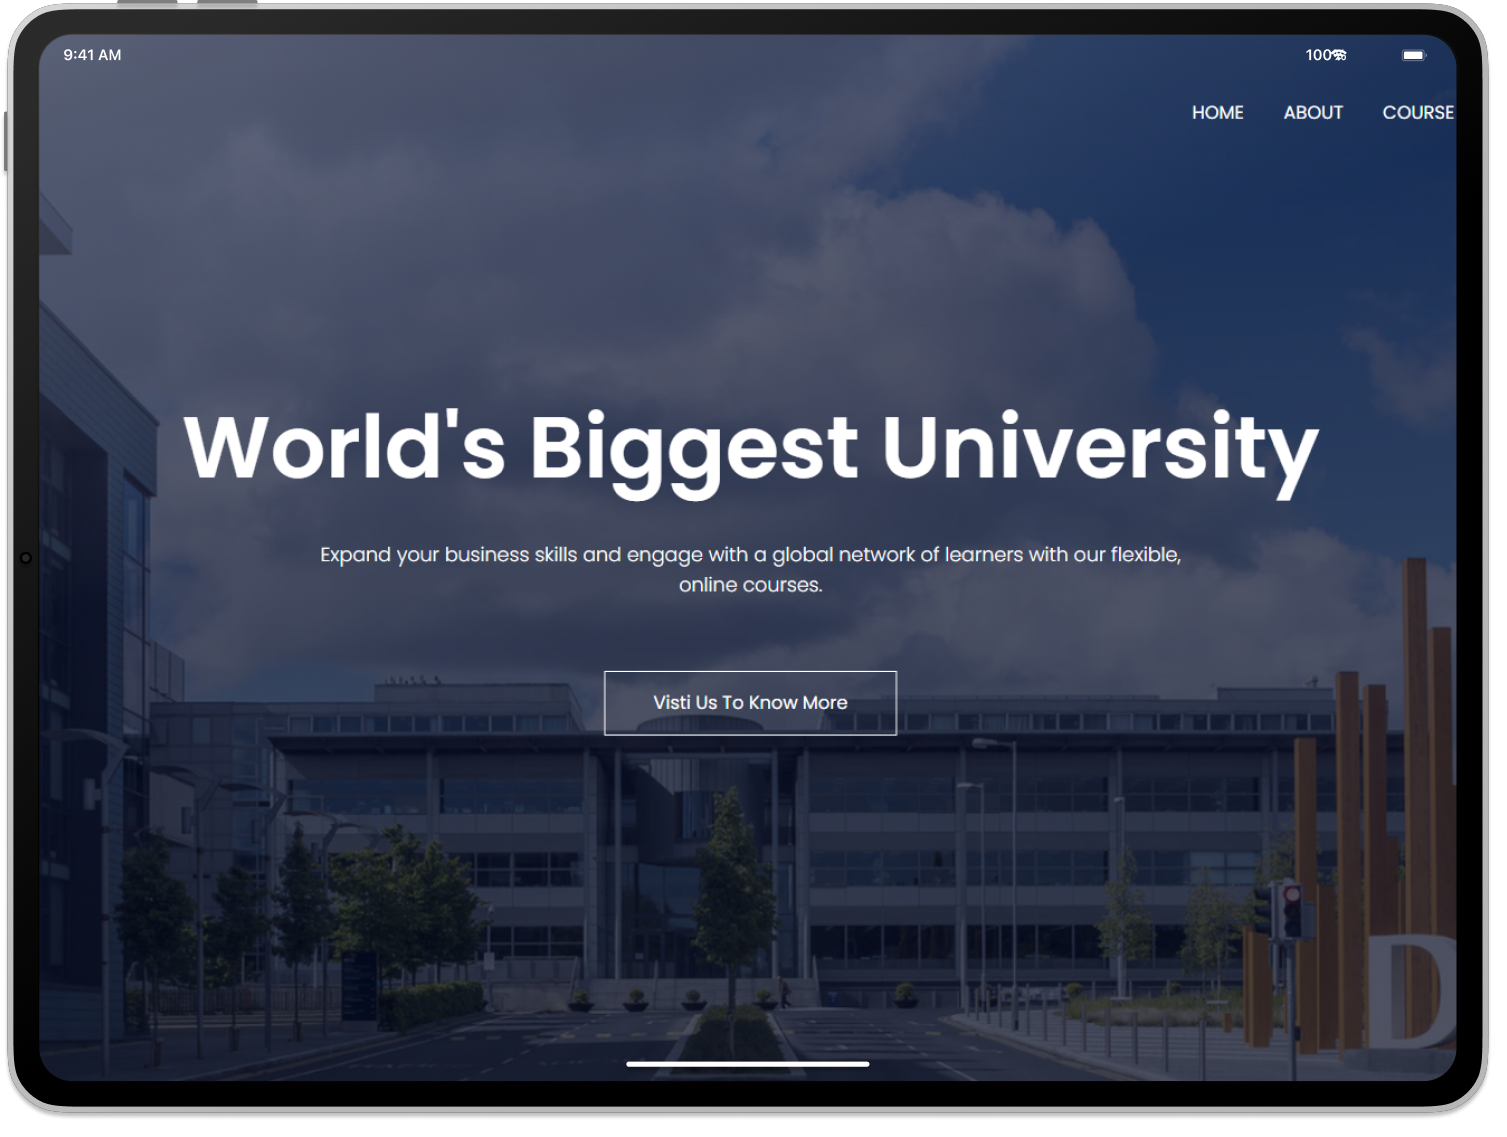 9:41 AM
100%
HOME ABOUT COURSE
World's Biggest University
Expand your business skills and engage with a global network of learners with our flexible,
online courses.
Visti Us To Know More
D